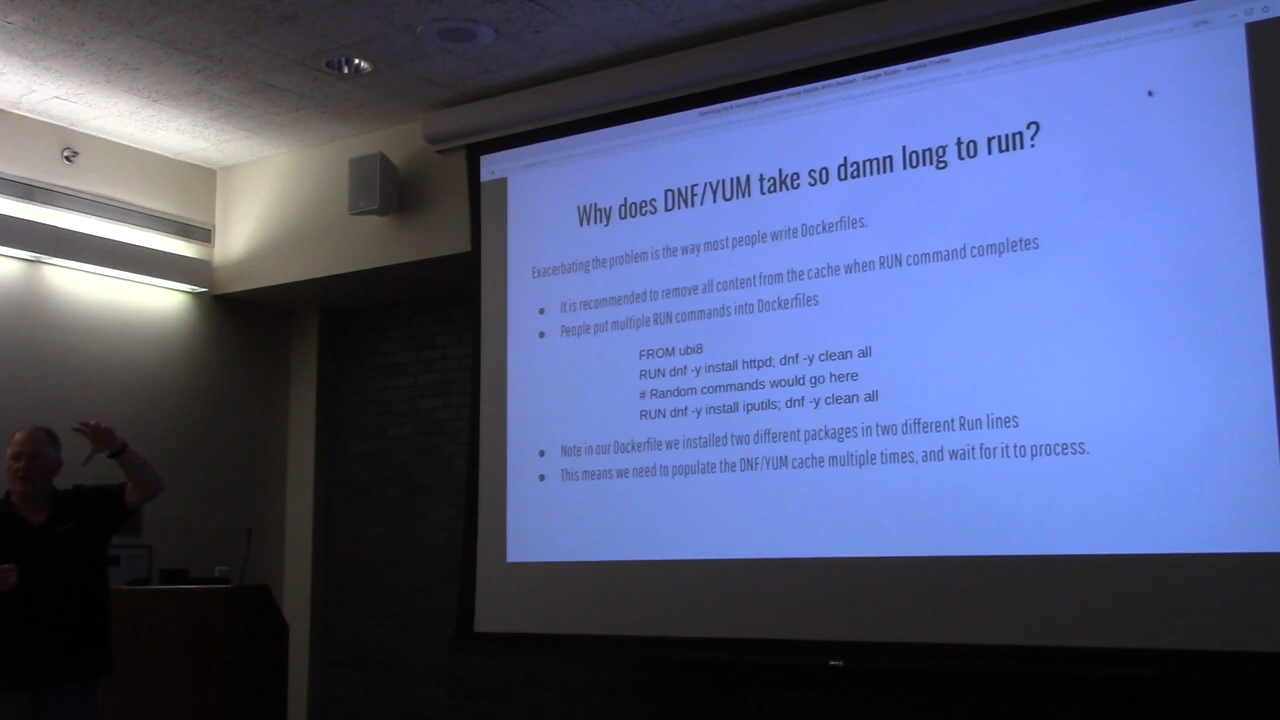 Why does DNF/YUM take so damn long to run?
Exacerbating the problem is the way most people write Dockerfiles.
● It is recommended to remove all content from the cache when RUN command completes
● People put multiple RUN commands into Dockerfiles
FROM ubi8
RUN dnf -y install httpd; dnf -y clean all
# Random commands would go here
RUN dnf -y install iputils; dnf -y clean all
● Note in our Dockerfile we installed two different packages in two different Run lines
● This means we need to populate the DNF/YUM cache multiple times, and wait for it to process.